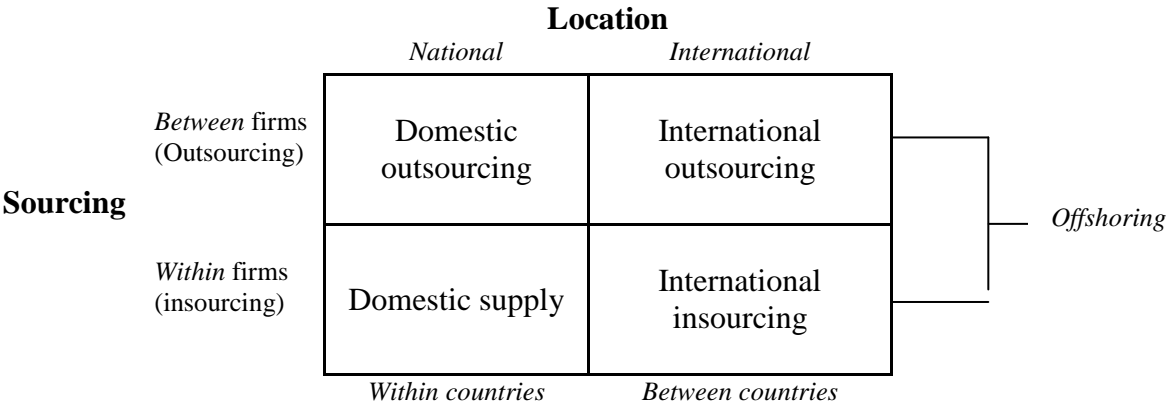 Location
National International
Between firms
(Outsourcing)
Domestic
outsourcing
International
outsourcing
Sourcing
Offshoring
Within firms
(insourcing)
Domestic supply
International
insourcing
Within countries Between countries